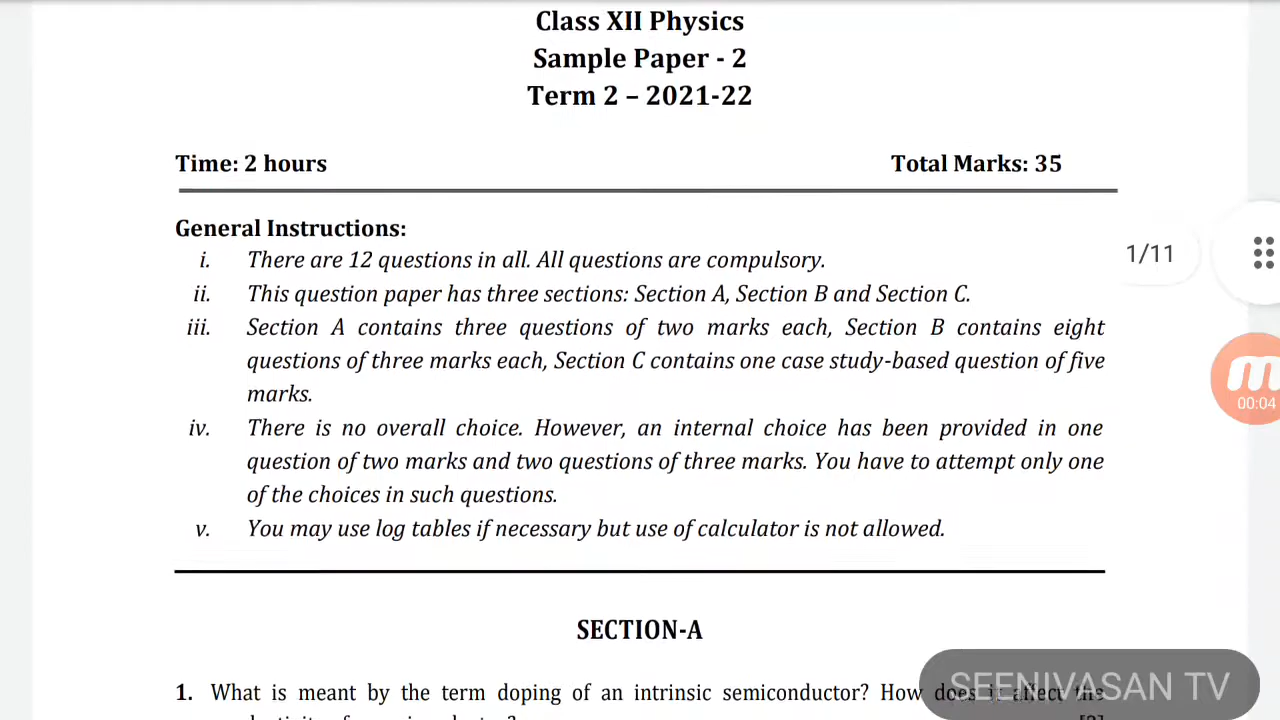 Class XII Physics
Sample Paper - 2
Term 2 – 2021-22
Time: 2 hours Total Marks: 35
General Instructions:
i. There are 12 questions in all. All questions are compulsory.
1/11
ii. This question paper has three sections: Section A, Section B and Section C.
iii. Section A contains three questions of two marks each, Section B contains eight
questions of three marks each, Section C contains one case study-based question of five
marks.
00:04
iv. There is no overall choice. However, an internal choice has been provided in one
question of two marks and two questions of three marks. You have to attempt only one
of the choices in such questions.
v. You may use log tables if necessary but use of calculator is not allowed.
SECTION-A
1. What is meant by the term doping of an intrinsic semiconductor? How does it affect the
SEENIVASAN TV
[2]